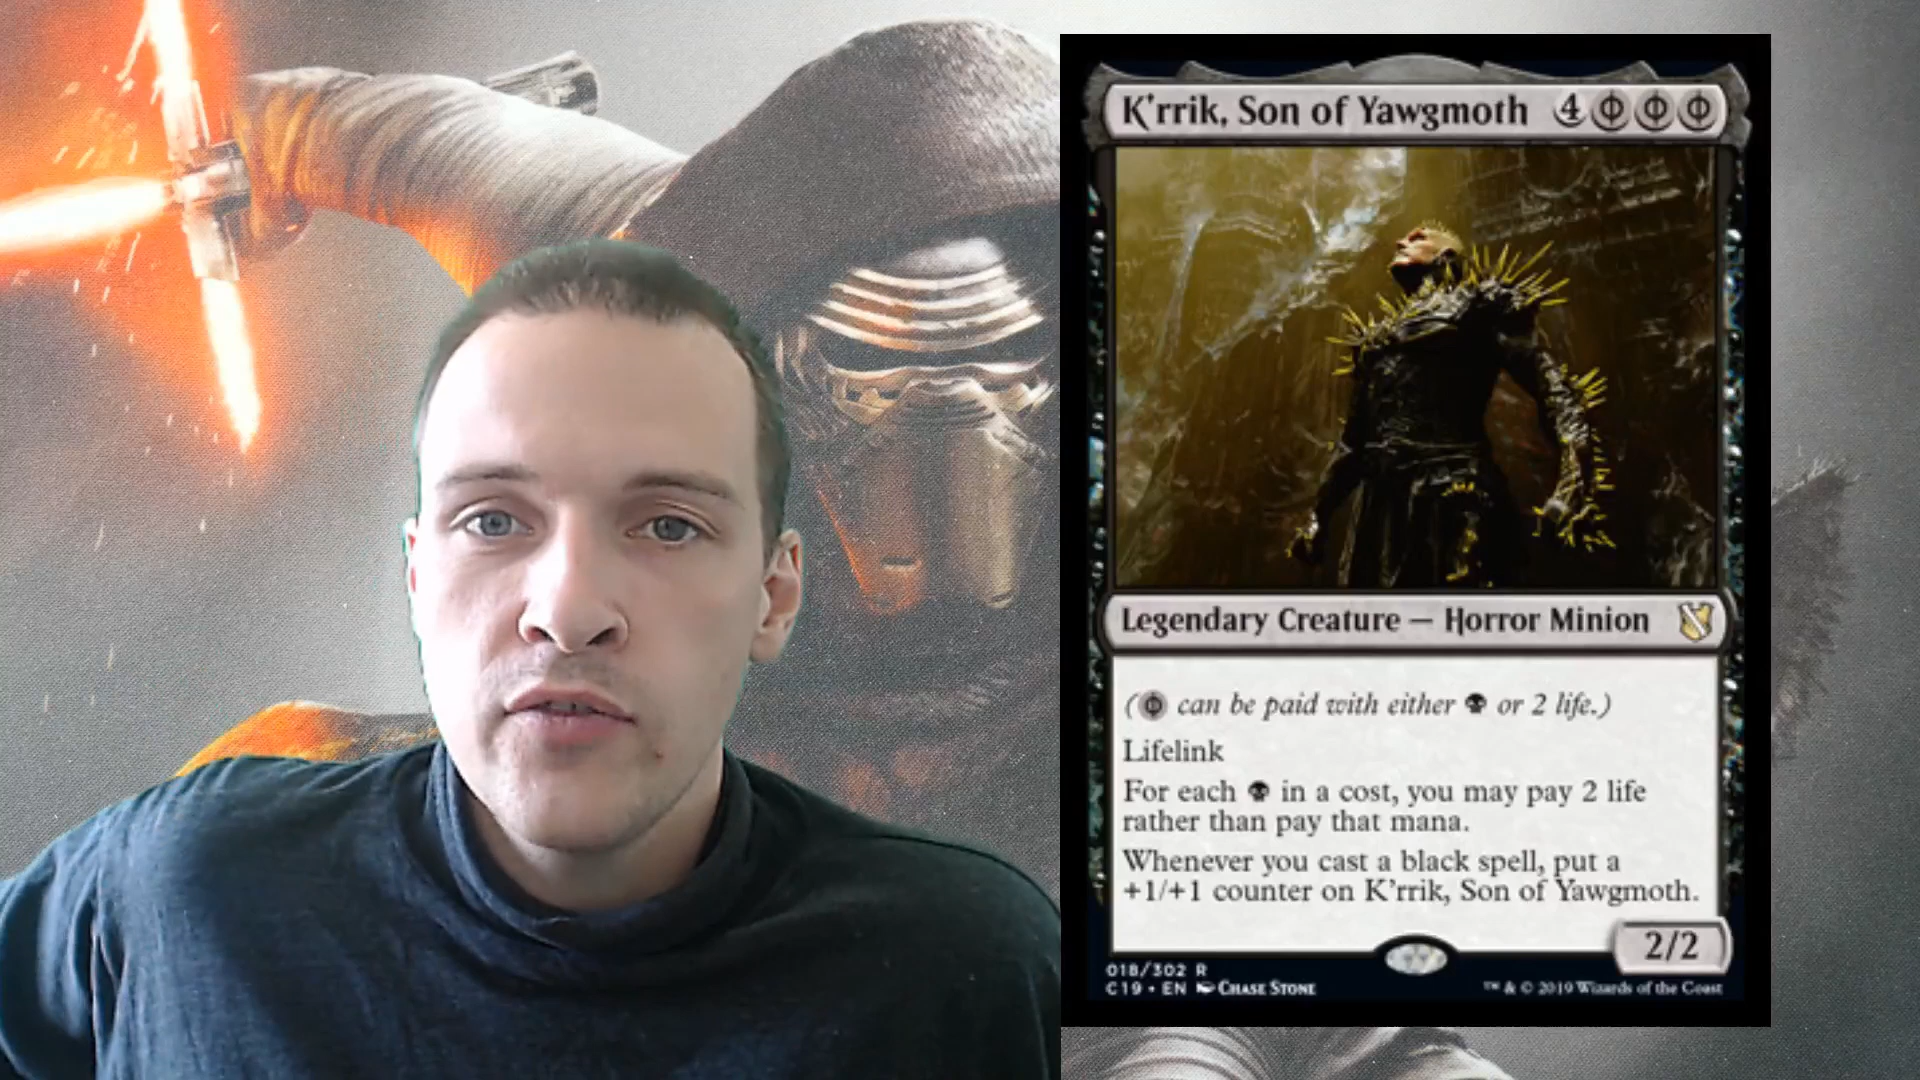 K'rrik, Son of Yawgmoth 4
Legendary Creature — Horror Minion
( can be paid with either or 2 life.)
Lifelink
For each in a cost, you may pay 2 life
rather than pay that mana.
Whenever you cast a black spell, put a
+1/+1 counter on K'rrik, Son of Yawgmoth.
2/2
018/302 R
C19 • EN Chase Stone
™ & © 2019 Wizards of the Coast